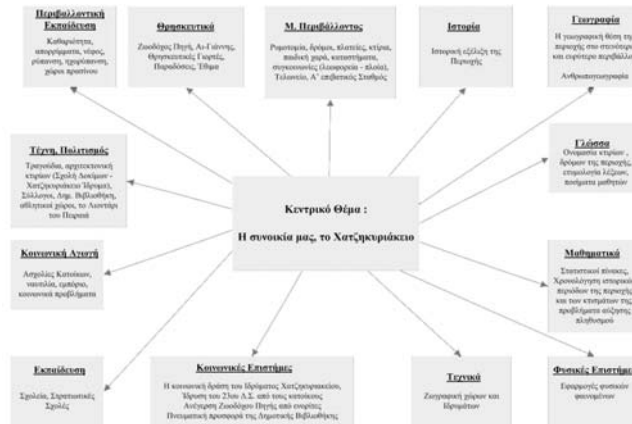 Περιβαλλοντική
Εκπαίδευση
Καθαριότητα,
απορρίμματα, νέφος,
ρύπανση, ηχορύπανση,
χώροι πρασίνου
Θρησκευτικά
Ζωοδόχος Πηγή, Αι-Γιάννης,
Θρησκευτικές Γιορτές,
Παραδόσεις, Έθιμα
Μ. Περιβάλλοντος
Ρυμοτομία, δρόμοι, πλατείες, κτίρια,
παιδική χαρά, καταστήματα,
συγκοινωνίες (λεωφορεία - πλοία),
Τελωνείο, Α' επιβατικός Σταθμός
Ιστορία
Ιστορική εξέλιξη της
Περιοχής
Γεωγραφία
Η γεωγραφική θέση της
περιοχής στο στενότερο
και ευρύτερο περιβάλλο
Ανθρωπογεωγραφία
Τέχνη, Πολιτισμός
Τραγούδια, αρχιτεκτονική
κτιρίων (Σχολή Δοκίμων -
Χατζηκυριάκειο Ίδρυμα),
Σύλλογοι, Δημ. Βιβλιοθήκη,
αθλητικοί χώροι, το Λιοντάρι
του Πειραιά
Γλώσσα
Ονομασία κτιρίων ,
δρόμων της περιοχής,
ετυμολογία λέξεων,
ποιήματα μαθητών
Κεντρικό Θέμα :
Η συνοικία μας, το Χατζηκυριάκειο
Κοινωνική Αγωγή
Ασχολίες Κατοίκων,
ναυτιλία, εμπόριο,
κοινωνικά προβλήματα
Μαθηματικά
Στατιστικοί πίνακες,
Χρονολόγηση ιστορικών
περιόδων της περιοχής
και των κτισμάτων της
προβλήματα αύξησης
πληθυσμού
Εκπαίδευση
Σχολεία, Στρατιωτικές
Σχολές
Κοινωνικές Επιστήμες
Η κοινωνική δράση του Ιδρύματος Χατζηκυριακείου,
Ίδρυση του 23ου Δ.Σ. από τους κατοίκους
Ανέγερση Ζωοδόχου Πηγής από ενορίτες
Πνευματική προσφορά της Δημοτικής Βιβλιοθήκης
Τεχνικά
Ζωγραφική χώρων και
Ιδρυμάτων
Φυσικές Επιστήμες
Εφαρμογές φυσικών
φαινομένων